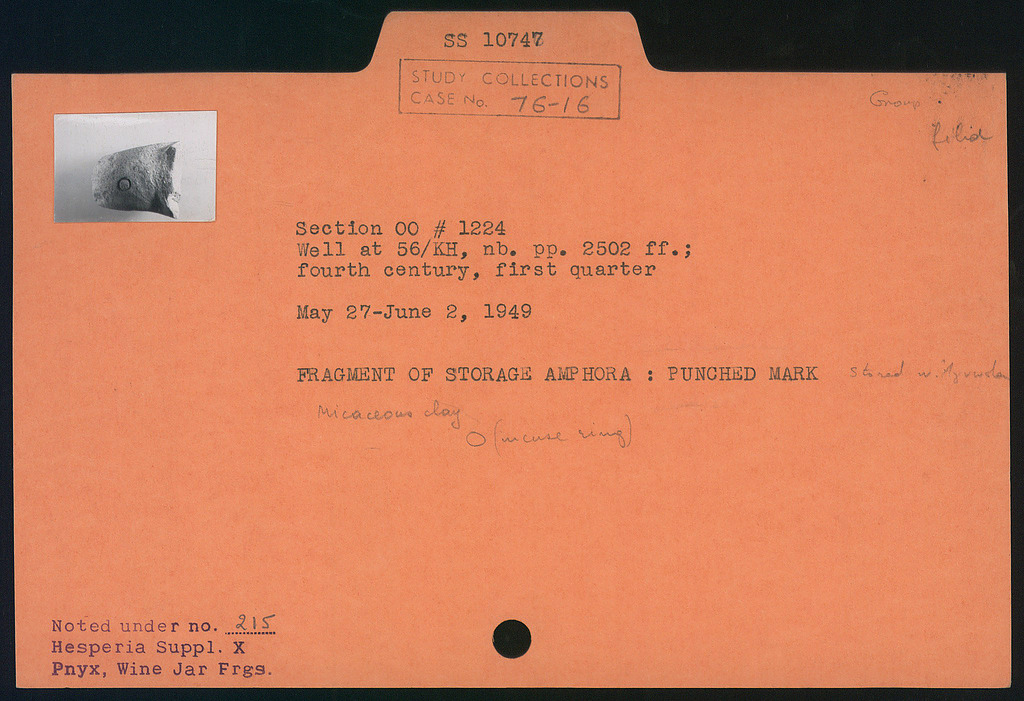 SS 10747
STUDY COLLECTIONS
CASE No. 76-16
Group
Filed
Section OO # 1224
Well at 56/KH, nb. pp. 2502 ff.;
fourth century, first quarter
May 27-June 2, 1949
FRAGMENT OF STORAGE AMPHORA : PUNCHED MARK Stored w.
Micaceous clay
O (incuse ring)
Noted under no. 215
Hesperia Suppl. X
Pnyx, Wine Jar Frgs.